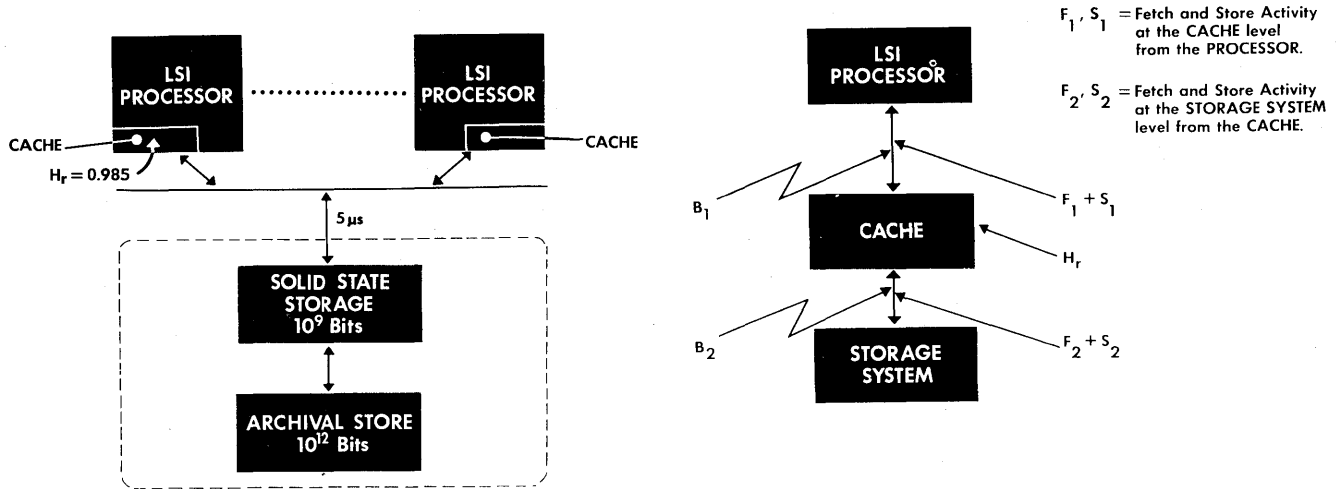 LSI
PROCESSOR
LSI
PROCESSOR
CACHE
CACHE
Hr = 0.985
5 µs
SOLID STATE
STORAGE
10⁹ Bits
ARCHIVAL STORE
10¹² Bits
LSI
PROCESSOR
B₁
F₁ + S₁
CACHE
Hr
B₂
F₂ + S₂
STORAGE
SYSTEM
F₁, S₁ = Fetch and Store Activity
at the CACHE level
from the PROCESSOR.
F₂, S₂ = Fetch and Store Activity
at the STORAGE SYSTEM
level from the CACHE.